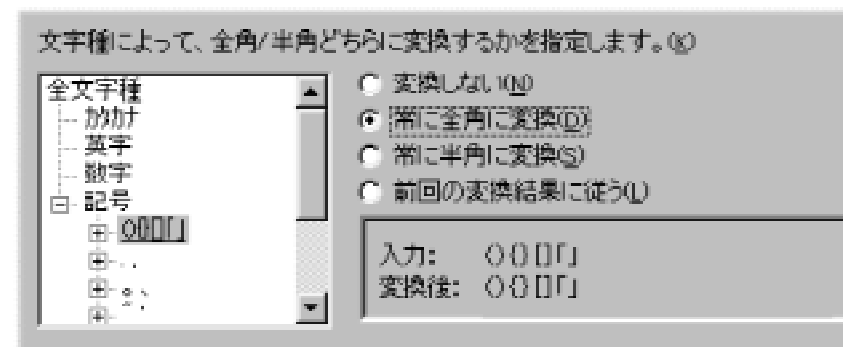 文字種によって、全角/半角どちらに変換するかを指定します。(K)
全文字種
カタカナ
英字
数字
記号
(){}[]「」
, .
。、
変換しない(N)
常に全角に変換(D)
常に半角に変換(S)
前回の変換結果に従う(L)
入力: (){}[]「」
変換後: (){}[]「」